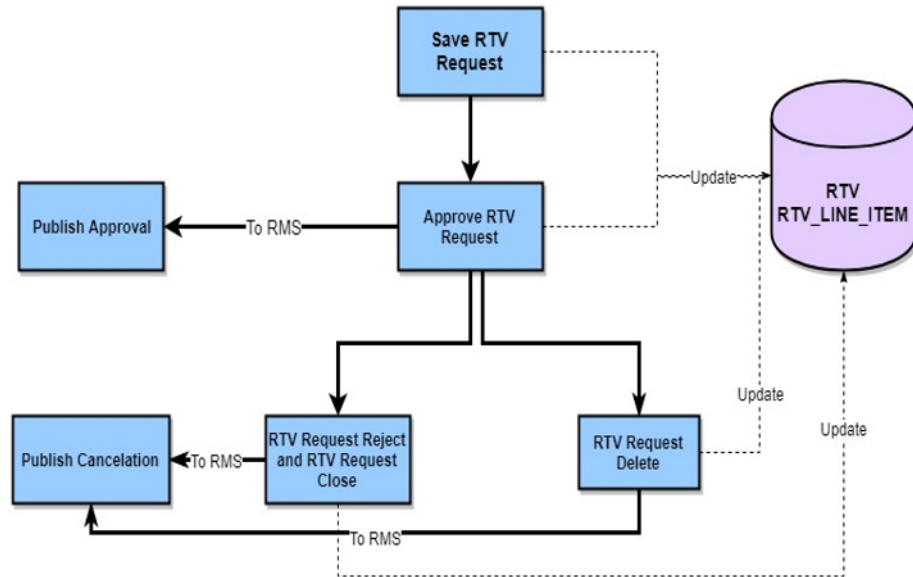 Save RTV
Request
Update
RTV
RTV_LINE_ITEM
Publish Approval
To RMS
Approve RTV
Request
Update
Update
Publish Cancelation
To RMS
RTV Request Reject
and RTV Request
Close
RTV Request
Delete
To RMS